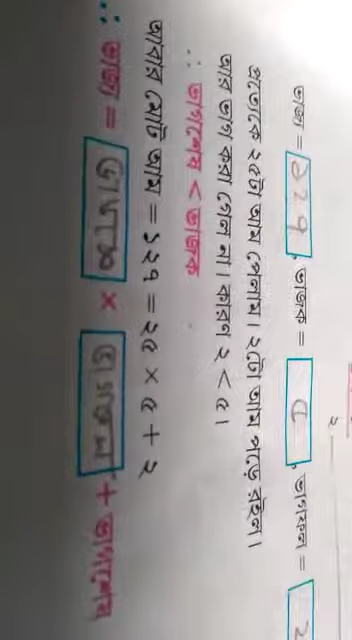 ভাজ্য = ১২৭, ভাজক = ৫, ভাগফল = ২
প্রত্যেকে ২৫টা আম পেলাম। ২টো আম পড়ে রইল।
আর ভাগ করা গেল না। কারণ ২ < ৫।
∴ ভাগশেষ < ভাজক
আবার মোট আম = ১২৭ = ২৫ × ৫ + ২
∴ ভাজ্য = ভাজক × ভাগফল + ভাগশেষ